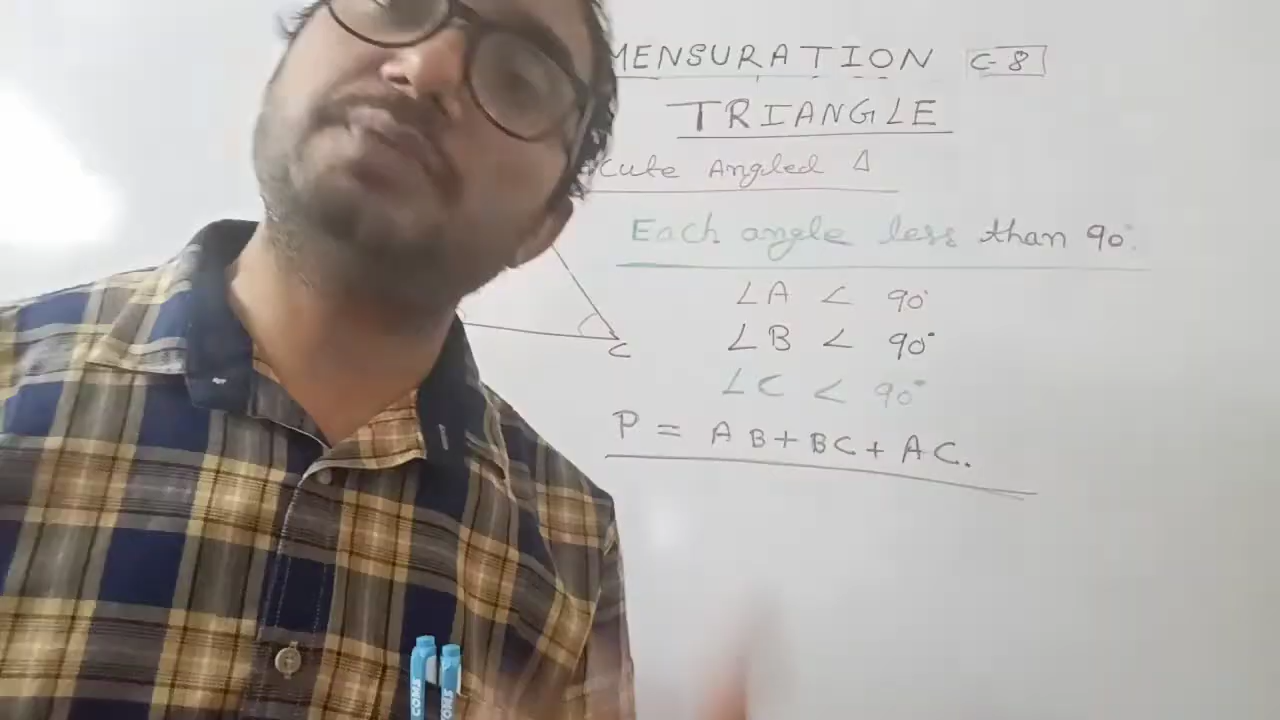 MENSURATION C-8
TRIANGLE
cute Angled Δ
Each angle less than 90°.
∠A < 90°
∠B < 90°
C
∠C < 90°
P = AB + BC + AC.